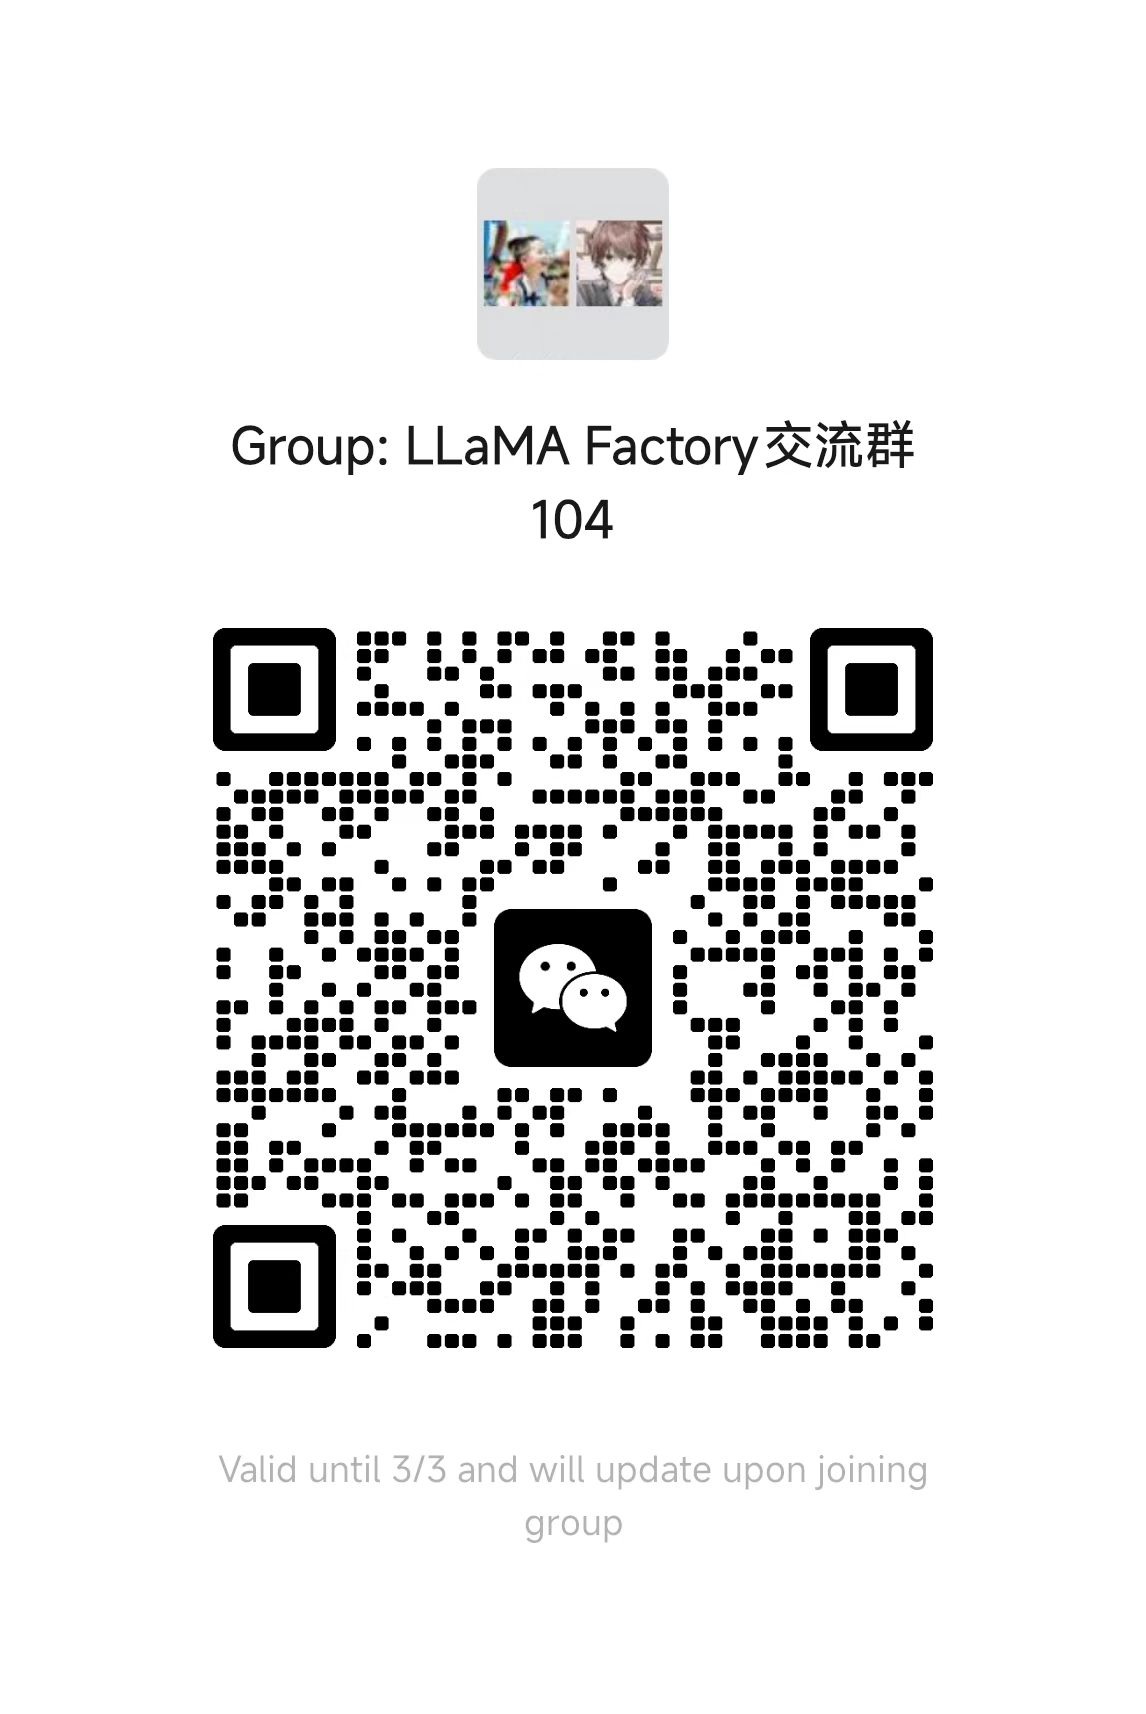 Group: LLaMA Factory交流群
104
Valid until 3/3 and will update upon joining
group